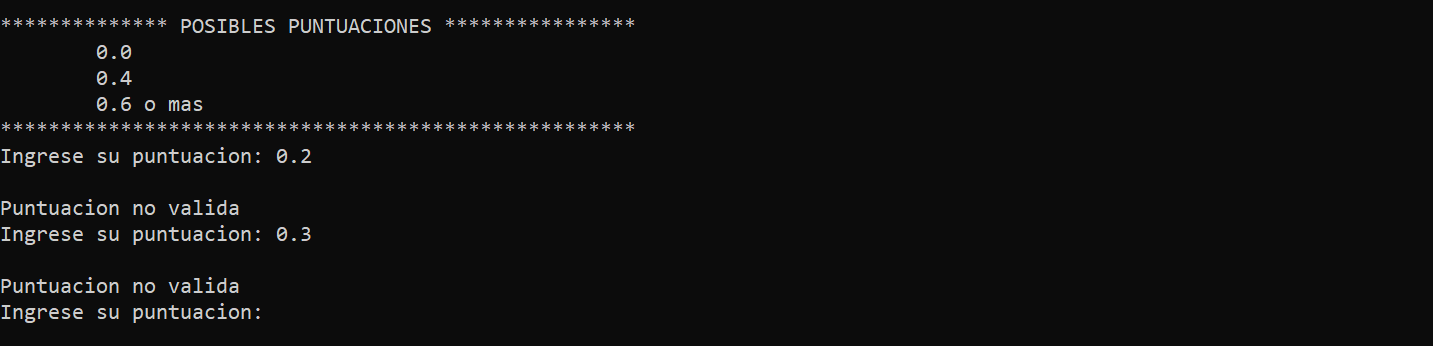 ************** POSIBLES PUNTUACIONES ****************
0.0
0.4
0.6 o mas
*****************************************************
Ingrese su puntuacion: 0.2
Puntuacion no valida
Ingrese su puntuacion: 0.3
Puntuacion no valida
Ingrese su puntuacion: